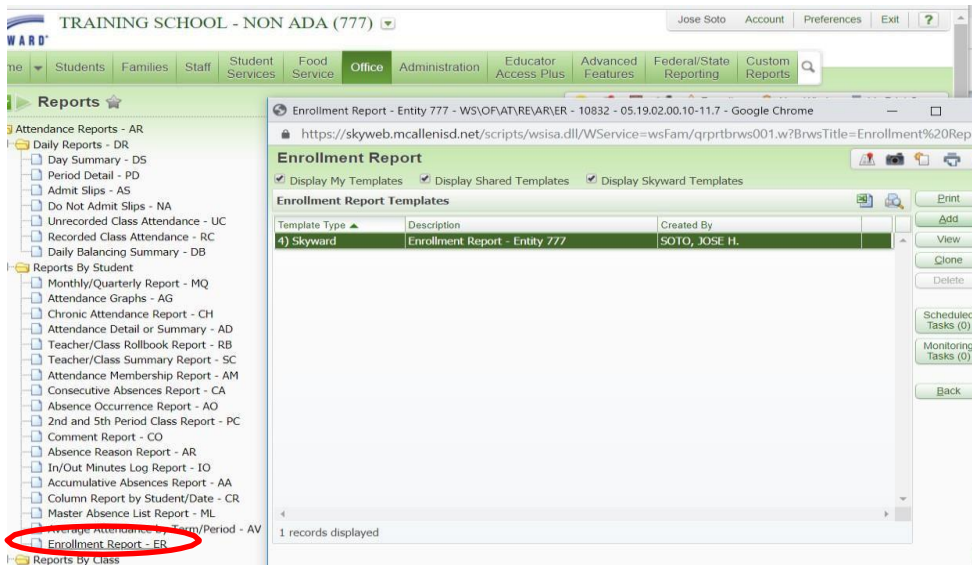 TRAINING SCHOOL - NON ADA (777)
Jose Soto Account Preferences Exit ?
WARD
me Students Families Staff Student Services Food Service Office Administration Educator Access Plus Advanced Features Federal/State Reporting Custom Reports
Reports
Attendance Reports - AR
Daily Reports - DR
Day Summary - DS
Period Detail - PD
Admit Slips - AS
Do Not Admit Slips - NA
Unrecorded Class Attendance - UC
Recorded Class Attendance - RC
Daily Balancing Summary - DB
Reports By Student
Monthly/Quarterly Report - MQ
Attendance Graphs - AG
Chronic Attendance Report - CH
Attendance Detail or Summary - AD
Teacher/Class Rollbook Report - RB
Teacher/Class Summary Report - SC
Attendance Membership Report - AM
Consecutive Absences Report - CA
Absence Occurrence Report - AO
2nd and 5th Period Class Report - PC
Comment Report - CO
Absence Reason Report - AR
In/Out Minutes Log Report - IO
Accumulative Absences Report - AA
Column Report by Student/Date - CR
Master Absence List Report - ML
Average Attendance by Term/Period - AV
Enrollment Report - ER
Reports By Class
Enrollment Report - Entity 777 - WS\OF\AT\RE\AR\ER - 10832 - 05.19.02.00.10-11.7 - Google Chrome
https://skyweb.mcallenisd.net/scripts/wsisa.dll/WService=wsFam/qrprtbrws001.w?BrwsTitle=Enrollment%20Rep
Enrollment Report
Display My Templates Display Shared Templates Display Skyward Templates
Enrollment Report Templates
Template Type Description Created By
4) Skyward Enrollment Report - Entity 777 SOTO, JOSE H.
1 records displayed
Print
Add
View
Clone
Delete
Scheduled
Tasks (0)
Monitoring
Tasks (0)
Back